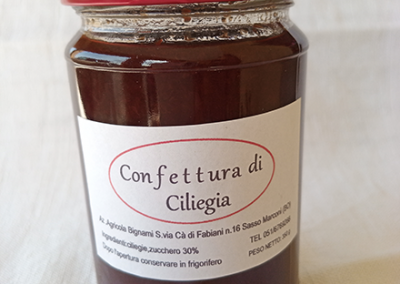 Confettura di
Ciliegia
Az. Agricola Bignami S.via Cà di Fabiani n.16 Sasso Marconi (BO)
TEL
Ingredienti:ciliegie,zucchero 30%
PESO NETTO:
Dopo l'apertura conservare in frigorifero